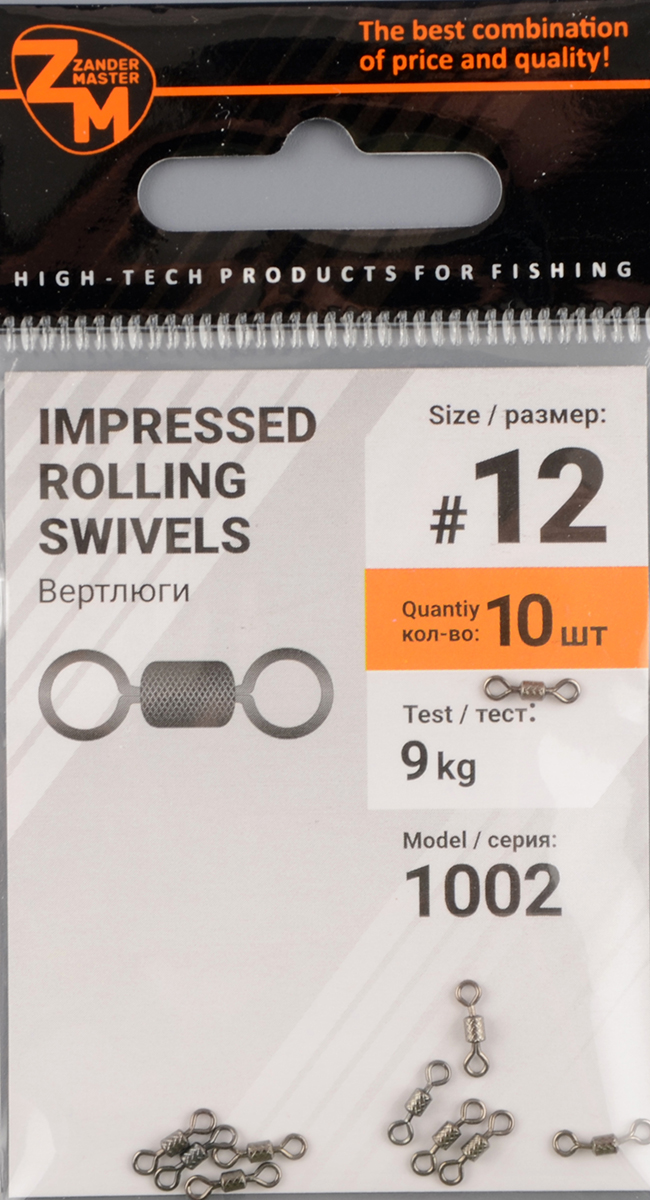 ZM ZANDER
MASTER
The best combination
of price and quality!
HIGH-TECH PRODUCTS FOR FISHING
IMPRESSED
ROLLING
SWIVELS
Вертлюги
Size / размер:
#12
Quantiy
кол-во: 10 шт
Test / тест:
9 kg
Model / серия:
1002